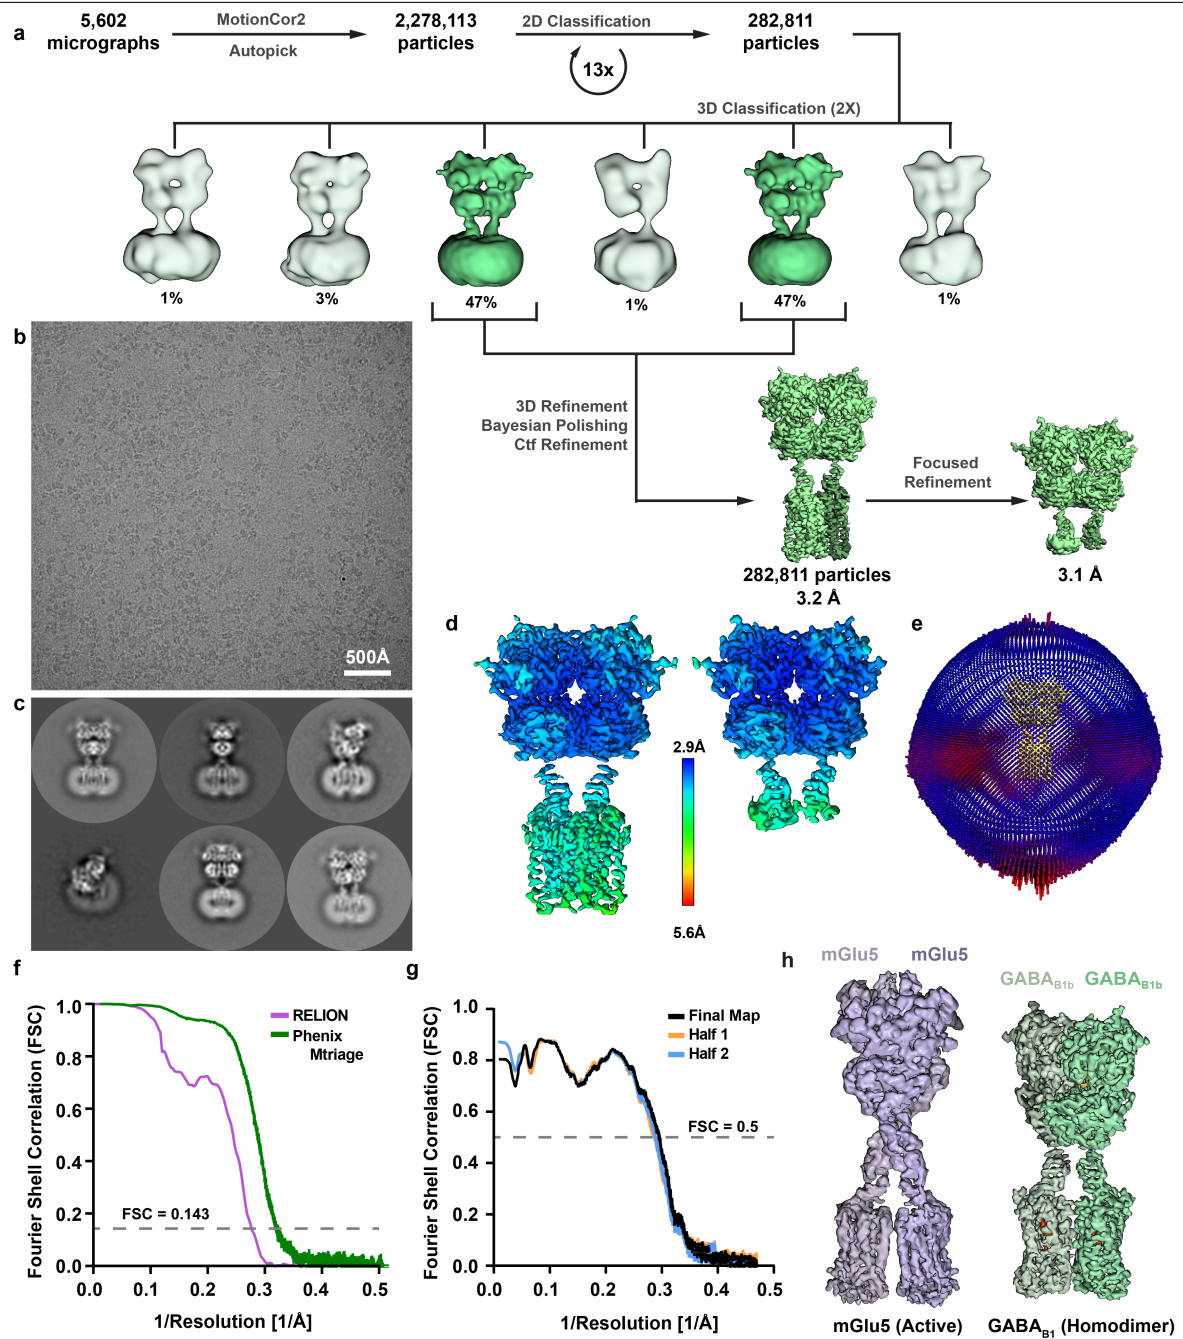 a
5,602
micrographs
MotionCor2
Autopick
2,278,113
particles
2D Classification
13x
282,811
particles
3D Classification (2X)
1%
3%
47%
1%
47%
1%
b
500Å
3D Refinement
Bayesian Polishing
Ctf Refinement
Focused
Refinement
282,811 particles
3.2 Å
3.1 Å
c
d
2.9Å
5.6Å
e
f
Fourier Shell Correlation (FSC)
1.0
0.8
0.6
0.4
0.2
0.0
RELION
Phenix
Mtriage
FSC = 0.143
0.0
0.1
0.2
0.3
0.4
0.5
1/Resolution [1/Å]
g
Fourier Shell Correlation (FSC)
1.0
0.8
0.6
0.4
0.2
0.0
Final Map
Half 1
Half 2
FSC = 0.5
0.0
0.1
0.2
0.3
0.4
0.5
1/Resolution [1/Å]
h
mGlu5 mGlu5
GABAB1b GABAB1b
mGlu5 (Active)
GABAB1 (Homodimer)